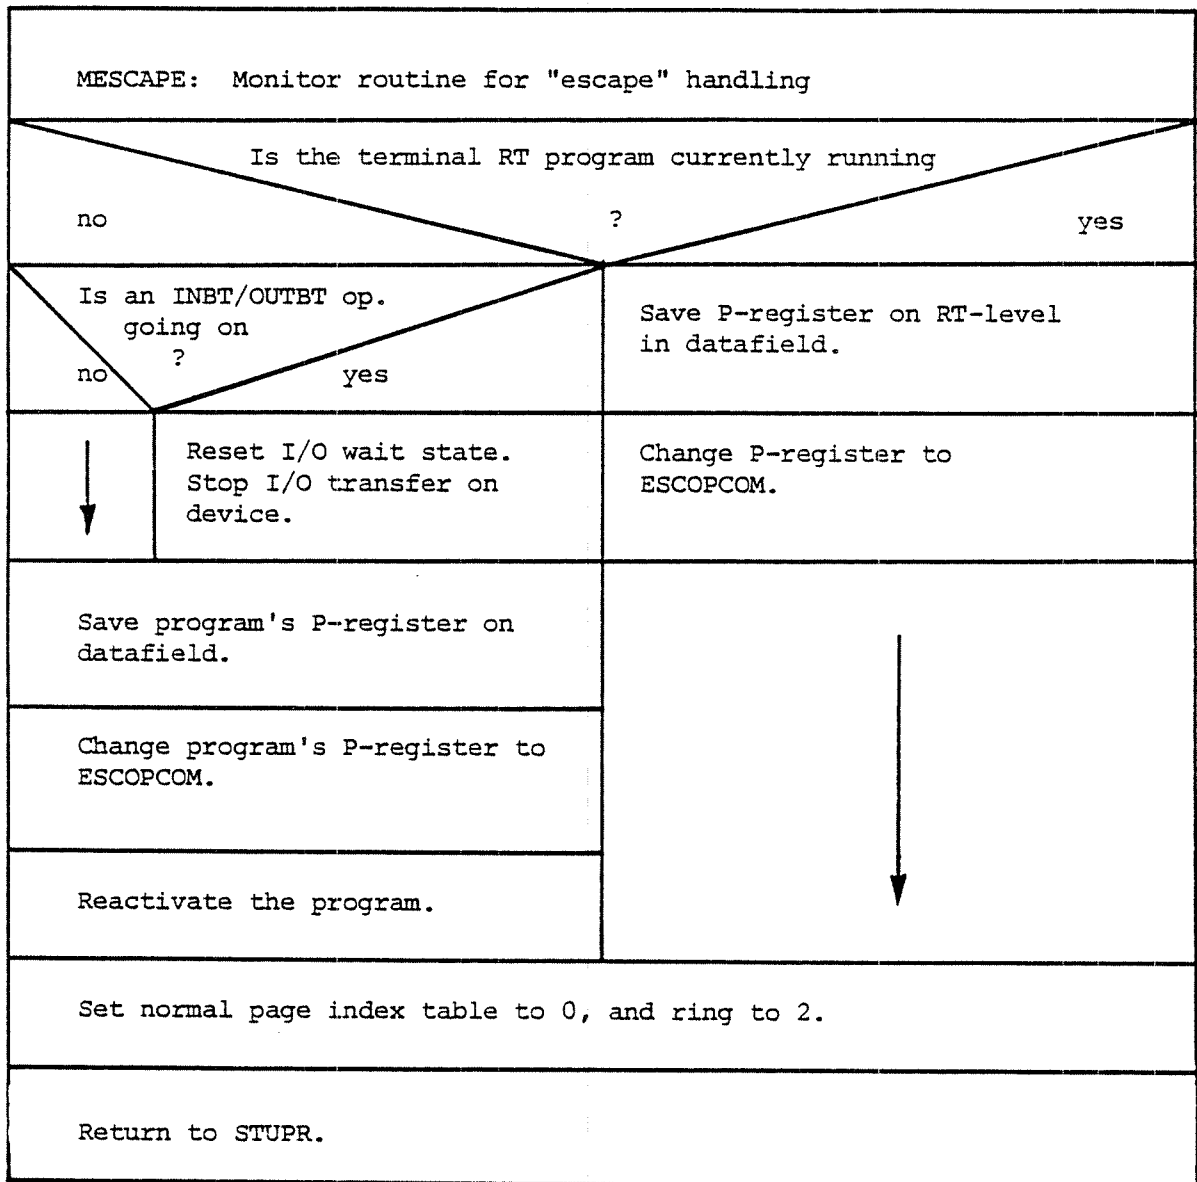 MESCAPE: Monitor routine for "escape" handling
Is the terminal RT program currently running
no
?
yes
Is an INBT/OUTBT op.
going on
?
no
yes
Save P-register on RT-level
in datafield.
Reset I/O wait state.
Stop I/O transfer on
device.
Change P-register to
ESCOPCOM.
Save program's P-register on
datafield.
Change program's P-register to
ESCOPCOM.
Reactivate the program.
Set normal page index table to 0, and ring to 2.
Return to STUPR.